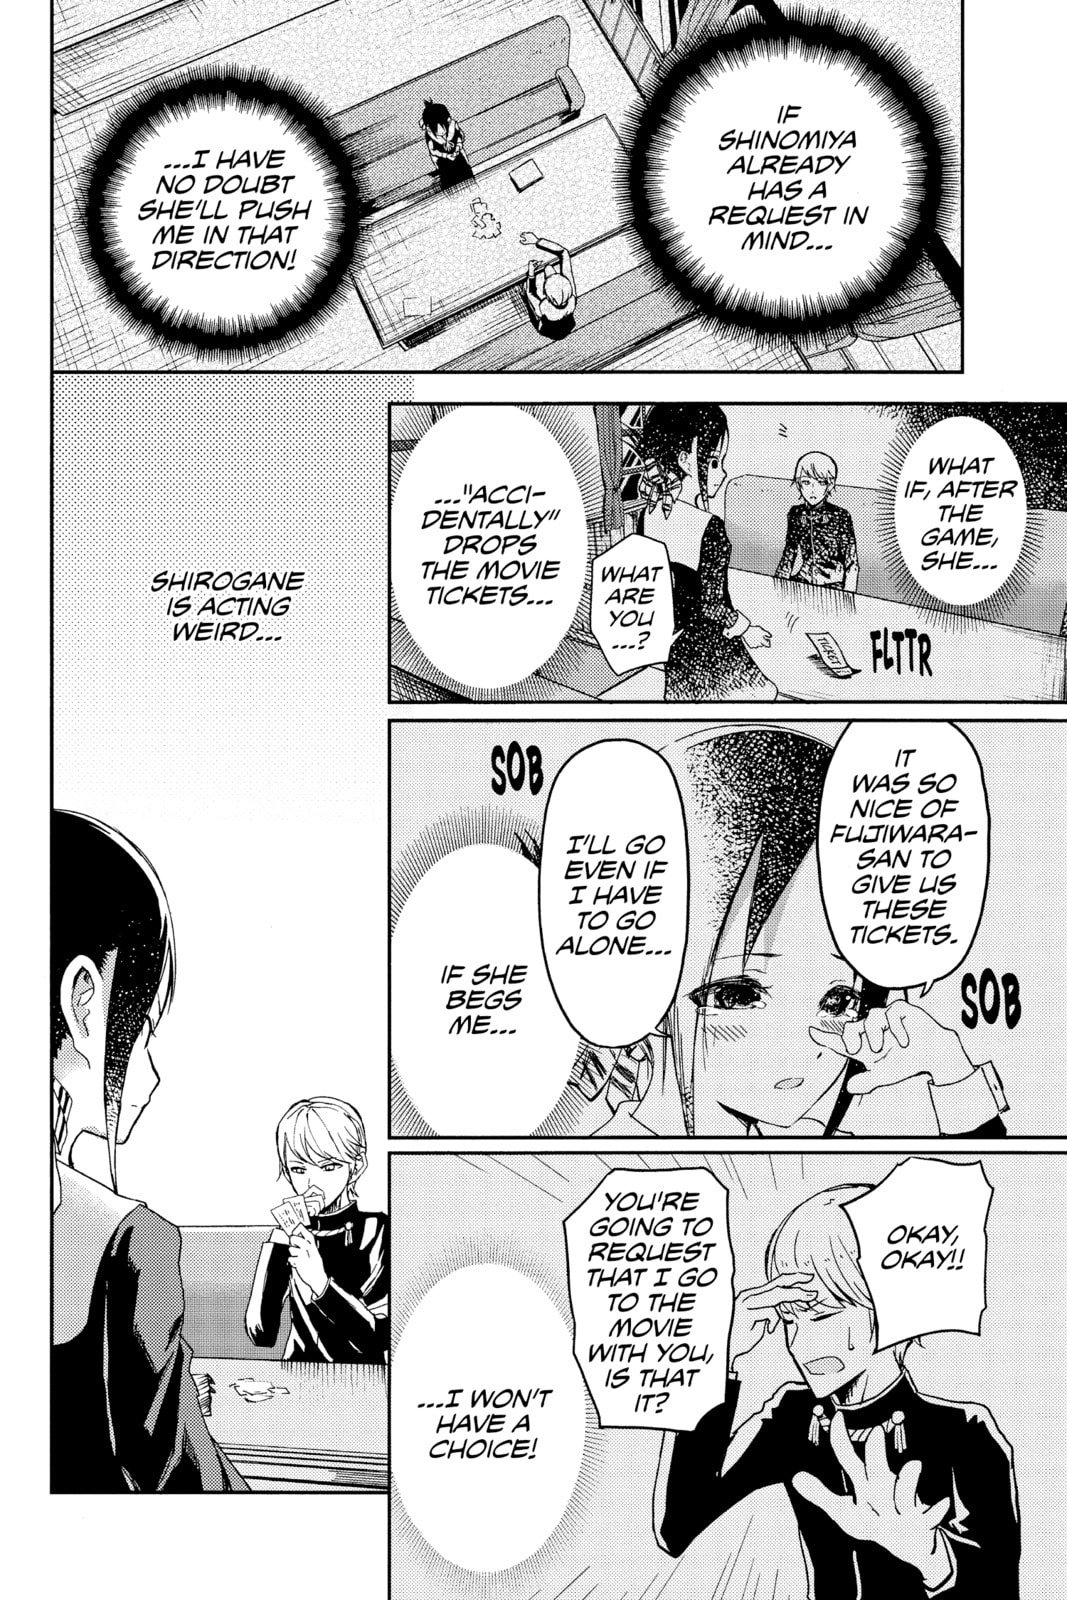 IF
SHINOMIYA
ALREADY
HAS A
REQUEST IN
MIND...
...I HAVE
NO DOUBT
SHE'LL PUSH
ME IN THAT
DIRECTION!
WHAT
IF, AFTER
THE
GAME,
SHE...
..."ACCI-
DENTALLY"
DROPS
THE MOVIE
TICKETS...
WHAT
ARE
YOU
...?
TICKET
FLTTR
IT
WAS SO
NICE OF
FUJIWARA-
SAN TO
GIVE US
THESE
TICKETS.
SOB
I'LL GO
EVEN IF
I HAVE
TO GO
ALONE...
SOB
IF SHE
BEGS
ME...
OKAY,
OKAY!!
YOU'RE
GOING TO
REQUEST
THAT I GO
TO THE
MOVIE
WITH YOU,
IS THAT
IT?
...I WON'T
HAVE A
CHOICE!
SHIROGANE
IS ACTING
WEIRD...